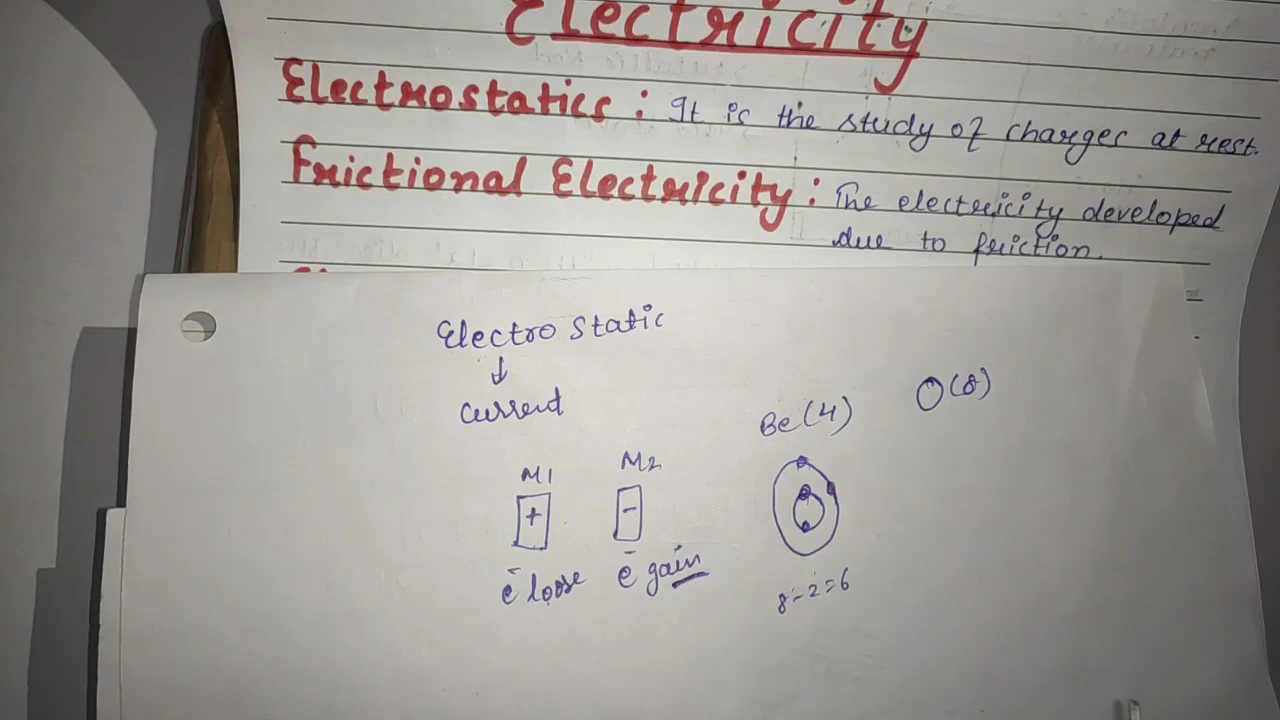 Electricity
Electrostatics : It is the study of charges at rest.
Frictional Electricity : The electricity developed
due to friction.
Electro Static
↓
Current
Be(4)
O(8)
M1
M2
+
-
ē loose
ē gain
8-2=6